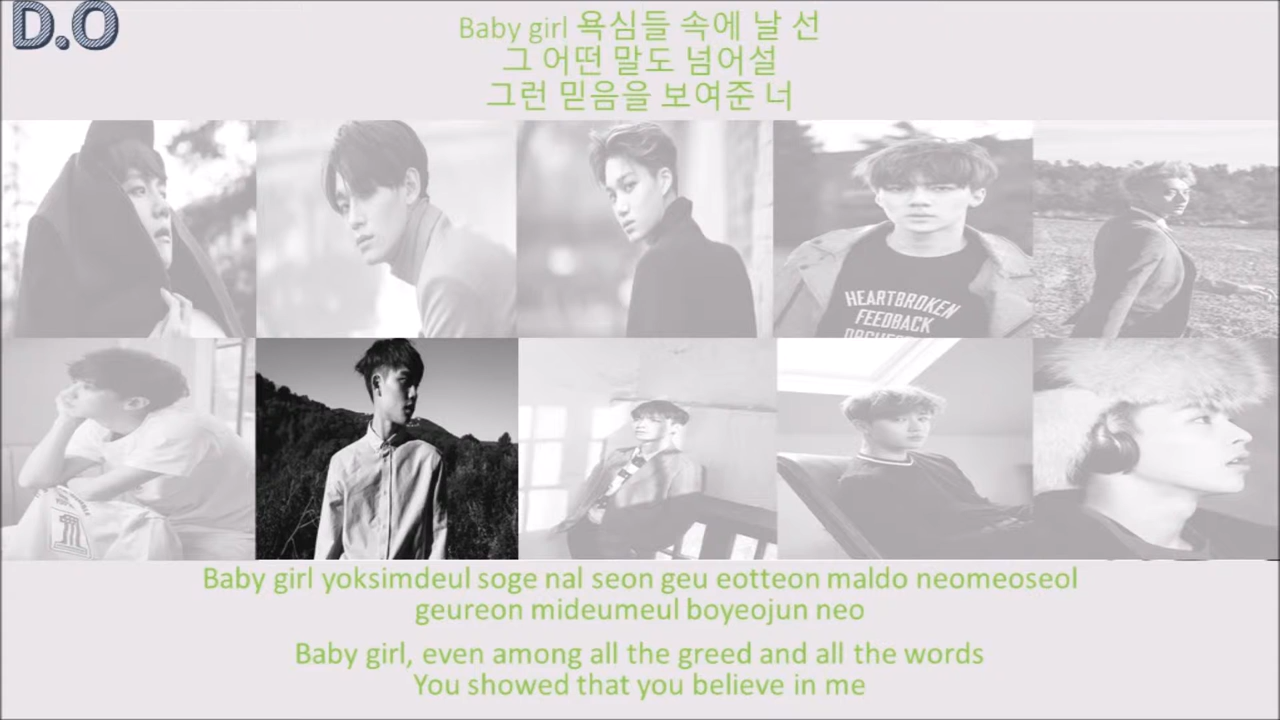 D.O
Baby girl 욕심들 속에 날 선
그 어떤 말도 넘어설
그런 믿음을 보여준 너
HEARTBROKEN
FEEDBACK
Baby girl yoksimdeul soge nal seon geu eotteon maldo neomeoseol
geureon mideumeul boyeojun neo
Baby girl, even among all the greed and all the words
You showed that you believe in me